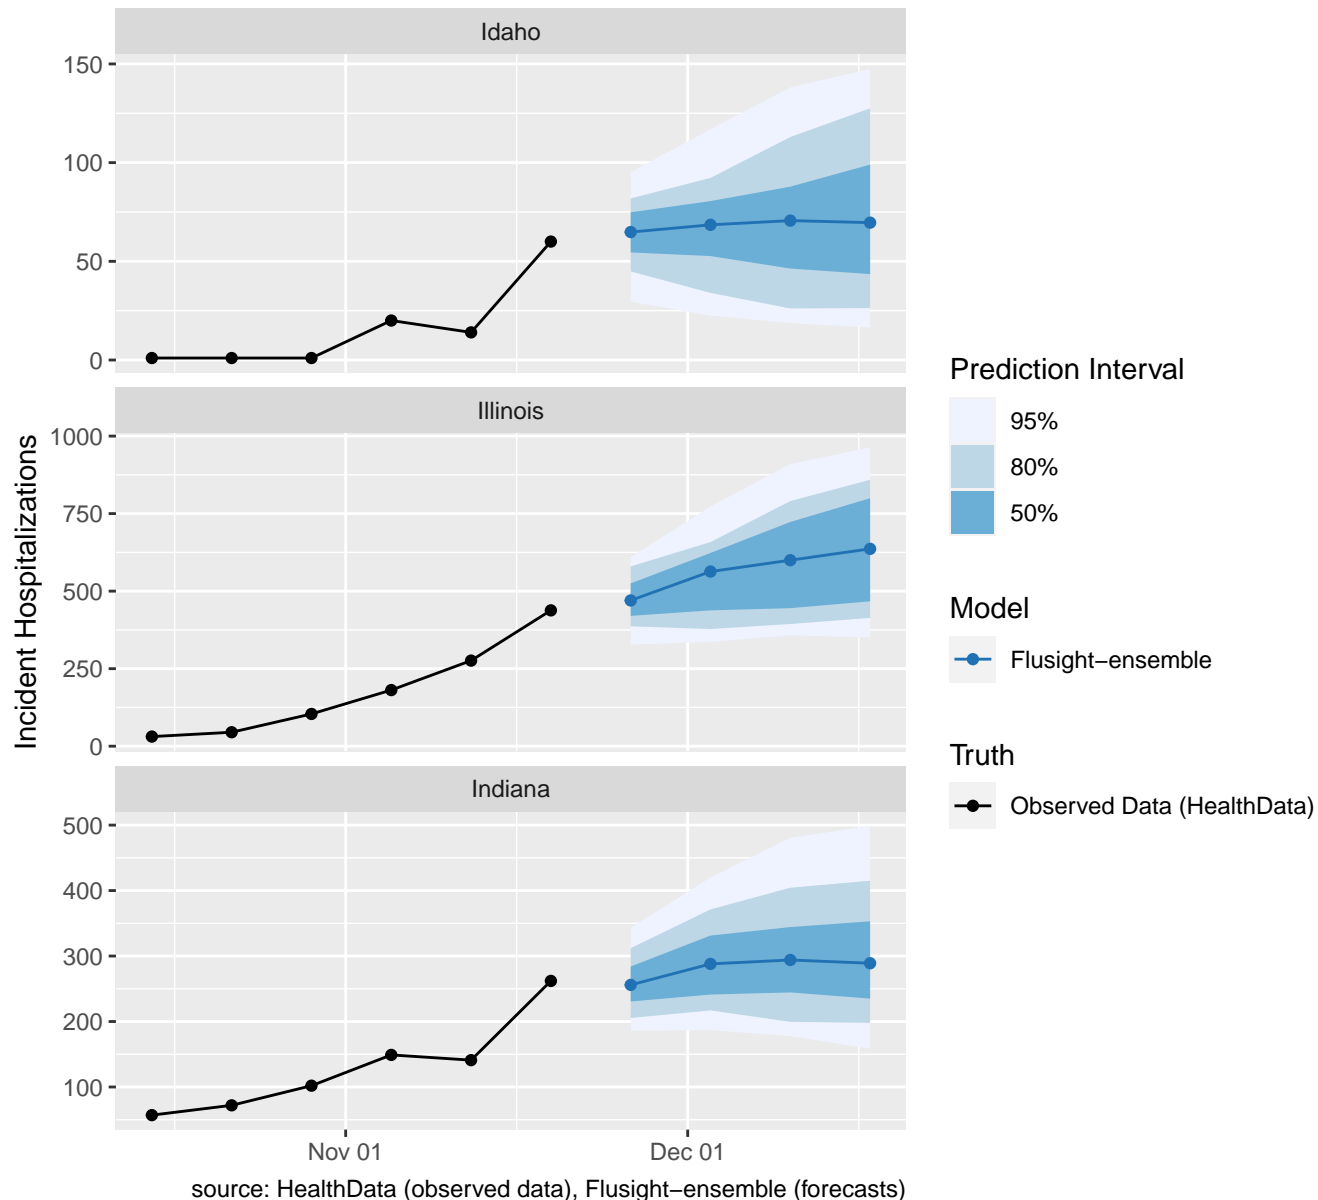 Idaho
150
100
50
0
Illinois
1000
750
500
250
0
Indiana
500
400
300
200
100
Nov 01
Dec 01
Incident Hospitalizations
source: HealthData (observed data), Flusight−ensemble (forecasts)
Prediction Interval
95%
80%
50%
Model
Flusight−ensemble
Truth
Observed Data (HealthData)